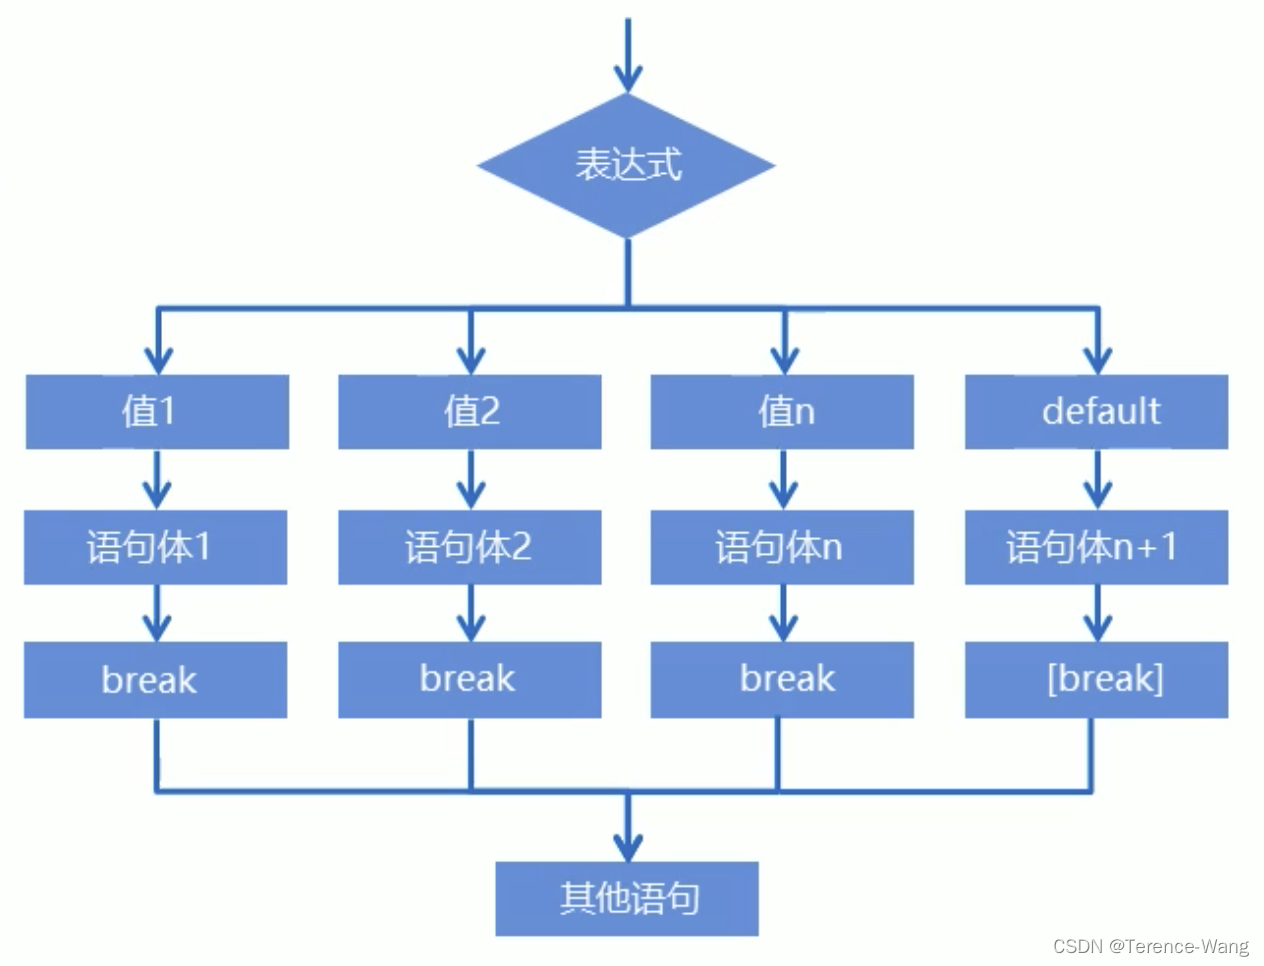 表达式
值1
值2
值n
default
语句体1
语句体2
语句体n
语句体n+1
break
break
break
[break]
其他语句
CSDN @Terence-Wang